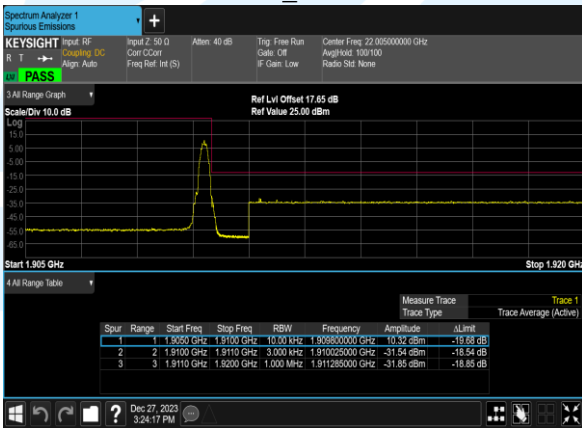 Spectrum Analyzer 1
Spurious Emissions
+
KEYSIGHT Input: RF Input Z: 50 Ω Atten: 40 dB Trig: Free Run Center Freq: 22.005000000 GHz
R T Coupling: DC Corr CCorr Gate: Off Avg|Hold: 100/100
Align: Auto Freq Ref: Int (S) IF Gain: Low Radio Std: None
LV PASS
3 All Range Graph
Ref Lvl Offset 17.65 dB
Scale/Div 10.0 dB Ref Value 25.00 dBm
Log
15.0
5.00
-5.00
-15.0
-25.0
-35.0
-45.0
-55.0
-65.0
Start 1.905 GHz Stop 1.920 GHz
4 All Range Table
Measure Trace Trace 1
Trace Type Trace Average (Active)
Spur Range Start Freq Stop Freq RBW Frequency Amplitude ΔLimit
1 1 1.9050 GHz 1.9100 GHz 10.00 kHz 1.909800000 GHz 10.32 dBm -19.68 dB
2 2 1.9100 GHz 1.9110 GHz 3.000 kHz 1.910025000 GHz -31.54 dBm -18.54 dB
3 3 1.9110 GHz 1.9200 GHz 1.000 MHz 1.911285000 GHz -31.85 dBm -18.85 dB
? Dec 27, 2023
3:24:17 PM